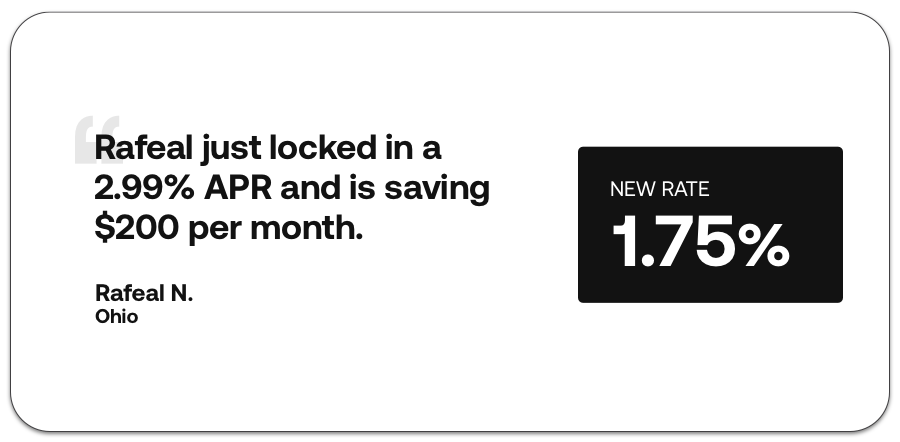 “
Rafeal just locked in a
2.99% APR and is saving
$200 per month.
Rafeal N.
Ohio
NEW RATE
1.75%